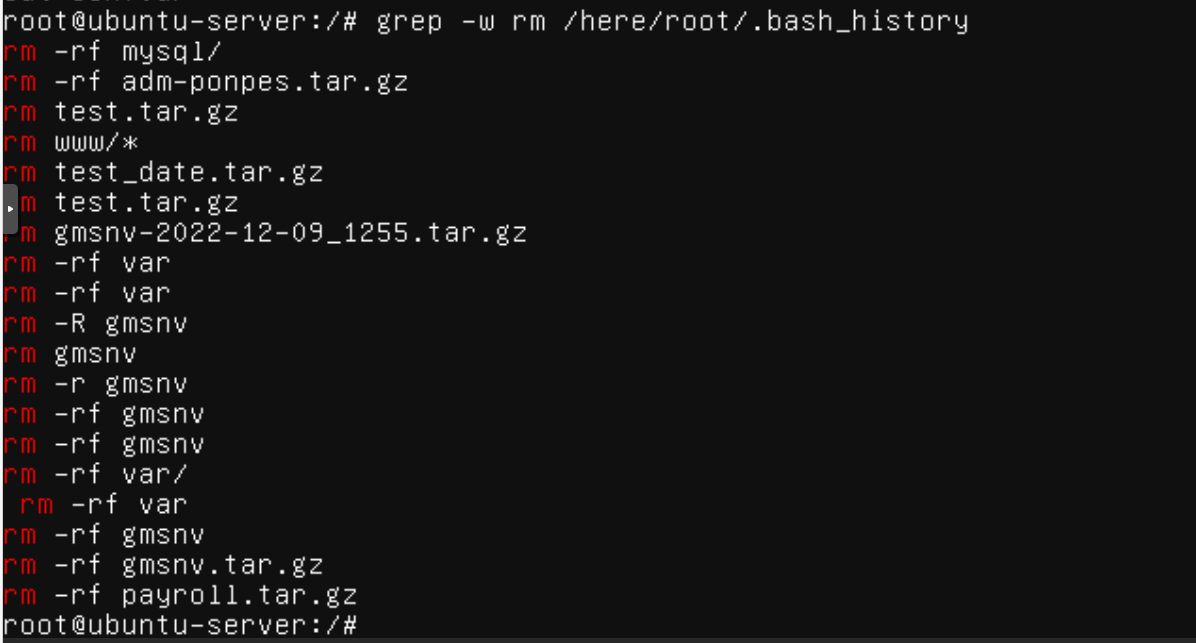 root@ubuntu-server:/# grep -w rm /here/root/.bash_history
rm -rf mysql/
rm -rf adm-ponpes.tar.gz
rm test.tar.gz
rm www/*
rm test_date.tar.gz
rm test.tar.gz
rm gmsnv-2022-12-09_1255.tar.gz
rm -rf var
rm -rf var
rm -R gmsnv
rm gmsnv
rm -r gmsnv
rm -rf gmsnv
rm -rf gmsnv
rm -rf var/
 rm -rf var
rm -rf gmsnv
rm -rf gmsnv.tar.gz
rm -rf payroll.tar.gz
root@ubuntu-server:/#